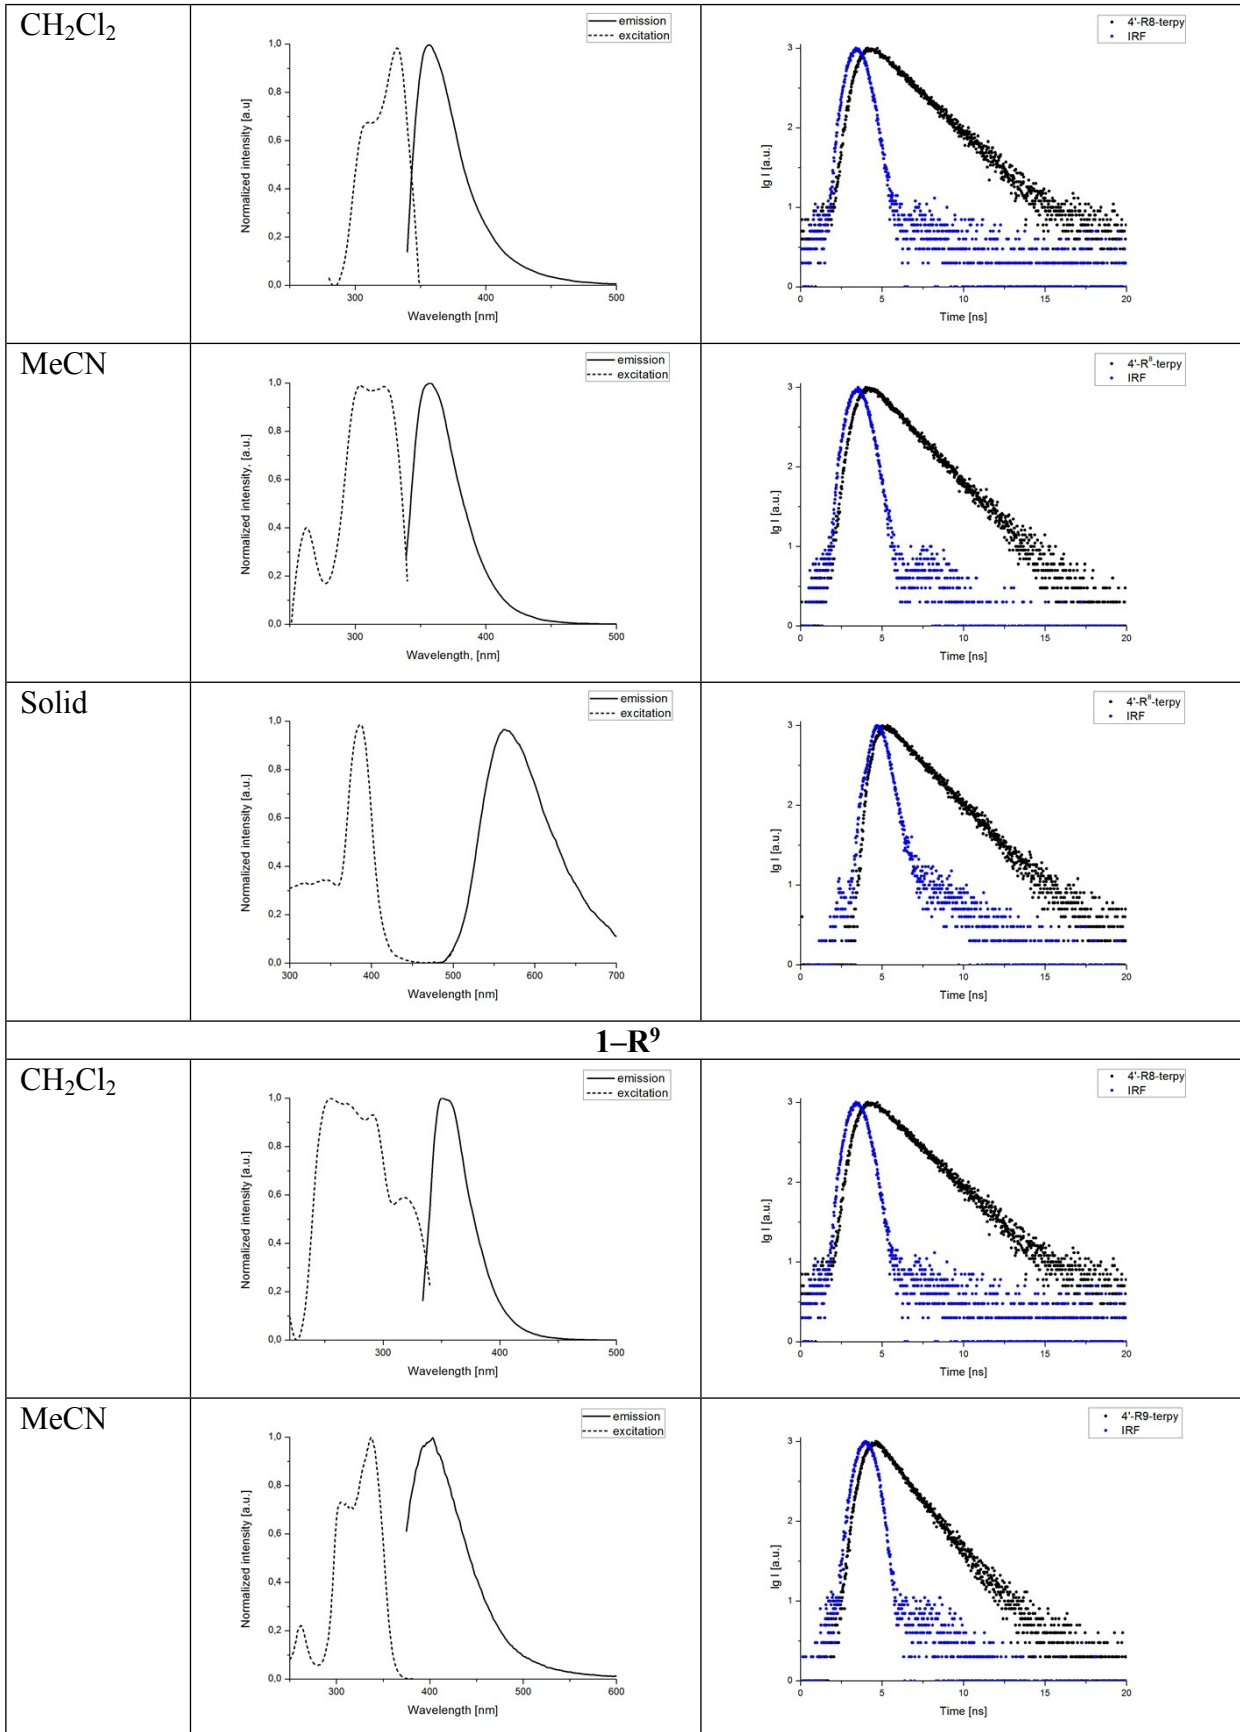 CH₂Cl₂
emission
excitation
Normalized intensity [a.u]
1,0
0,8
0,6
0,4
0,2
0,0
300
400
500
Wavelength [nm]
4'-R8-terpy
IRF
lg I [a.u.]
3
2
1
0
0
5
10
15
20
Time [ns]
MeCN
emission
excitation
Normalized intensity, [a.u.]
1,0
0,8
0,6
0,4
0,2
0,0
300
400
500
Wavelength, [nm]
4'-R⁸-terpy
IRF
lg I [a.u.]
3
2
1
0
0
5
10
15
20
Time [ns]
Solid
emission
excitation
Normalized intensity [a.u.]
1,0
0,8
0,6
0,4
0,2
0,0
300
400
500
600
700
Wavelength [nm]
4'-R⁸-terpy
IRF
lg I [a.u.]
3
2
1
0
0
5
10
15
20
Time [ns]
1–R⁹
CH₂Cl₂
emission
excitation
Normalized intensity [a.u.]
1,0
0,8
0,6
0,4
0,2
0,0
300
400
500
Wavelength [nm]
4'-R8-terpy
IRF
lg I [a.u.]
3
2
1
0
0
5
10
15
20
Time [ns]
MeCN
emission
excitation
Normalized intensity [a.u.]
1,0
0,8
0,6
0,4
0,2
0,0
300
400
500
600
Wavelength [nm]
4'-R9-terpy
IRF
lg I [a.u.]
3
2
1
0
0
5
10
15
20
Time [ns]